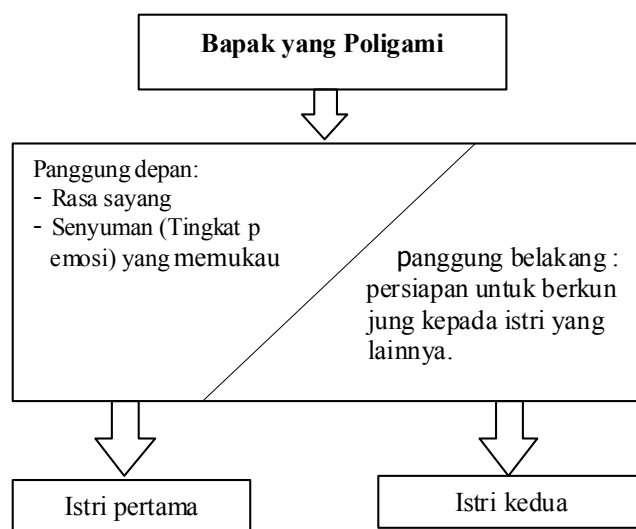 Bapak yang Poligami
Panggung depan:
- Rasa sayang
- Senyuman (Tingkat p
emosi) yang memukau
panggung belakang :
persiapan untuk berkun
jung kepada istri yang
lainnya.
Istri pertama
Istri kedua